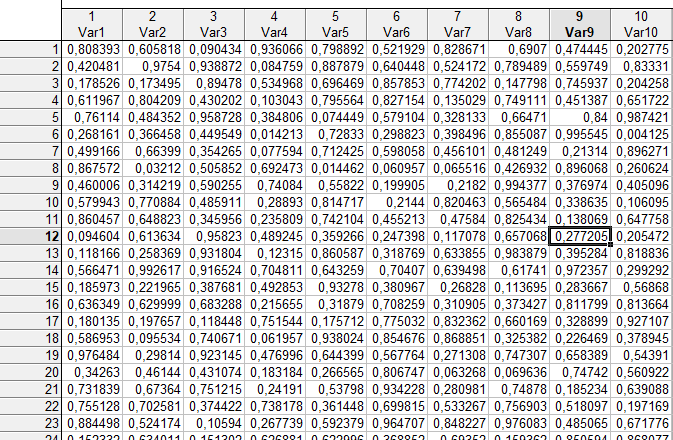 1 2 3 4 5 6 7 8 9 10
Var1 Var2 Var3 Var4 Var5 Var6 Var7 Var8 Var9 Var10
1 0,808393 0,605818 0,090434 0,936066 0,798892 0,521929 0,828671 0,6907 0,474445 0,202775
2 0,420481 0,9754 0,938872 0,084759 0,887879 0,640448 0,524172 0,789489 0,559749 0,83331
3 0,178526 0,173495 0,89478 0,534968 0,696469 0,857853 0,774202 0,147798 0,745937 0,204258
4 0,611967 0,804209 0,430202 0,103043 0,795564 0,827154 0,135029 0,749111 0,451387 0,651722
5 0,76114 0,484352 0,958728 0,384806 0,074449 0,579104 0,328133 0,66471 0,84 0,987421
6 0,268161 0,366458 0,449549 0,014213 0,72833 0,298823 0,398496 0,855087 0,995545 0,004125
7 0,499166 0,66399 0,354265 0,077594 0,712425 0,598058 0,456101 0,481249 0,21314 0,896271
8 0,867572 0,03212 0,505852 0,692473 0,014462 0,060957 0,065516 0,426932 0,896068 0,260624
9 0,460006 0,314219 0,590255 0,74084 0,55822 0,199905 0,2182 0,994377 0,376974 0,405096
10 0,579943 0,770884 0,485911 0,28893 0,814717 0,2144 0,820463 0,565484 0,338635 0,106095
11 0,860457 0,648823 0,345956 0,235809 0,742104 0,455213 0,47584 0,825434 0,138069 0,647758
12 0,094604 0,613634 0,95823 0,489245 0,359266 0,247398 0,117078 0,657068 0,277205 0,205472
13 0,118166 0,258369 0,931804 0,12315 0,860587 0,318769 0,633855 0,983879 0,395284 0,818836
14 0,566471 0,992617 0,916524 0,704811 0,643259 0,70407 0,639498 0,61741 0,972357 0,299292
15 0,185973 0,221965 0,387681 0,492853 0,93278 0,380967 0,26828 0,113695 0,283667 0,56868
16 0,636349 0,629999 0,683288 0,215655 0,31879 0,708259 0,310905 0,373427 0,811799 0,813664
17 0,180135 0,197657 0,118448 0,751544 0,175712 0,775032 0,832362 0,660169 0,328899 0,927107
18 0,586953 0,095534 0,740671 0,061957 0,938024 0,854676 0,868851 0,325382 0,226469 0,378945
19 0,976484 0,29814 0,923145 0,476996 0,644399 0,567764 0,271308 0,747307 0,658389 0,54391
20 0,34263 0,46144 0,431074 0,183184 0,266565 0,806747 0,063268 0,069636 0,74742 0,560922
21 0,731839 0,67364 0,751215 0,24191 0,53798 0,934228 0,280981 0,74878 0,185234 0,639088
22 0,755128 0,702581 0,374422 0,738178 0,361448 0,699815 0,533267 0,756903 0,518097 0,197169
23 0,884498 0,524174 0,10594 0,267739 0,592379 0,964707 0,848227 0,976083 0,485065 0,671776